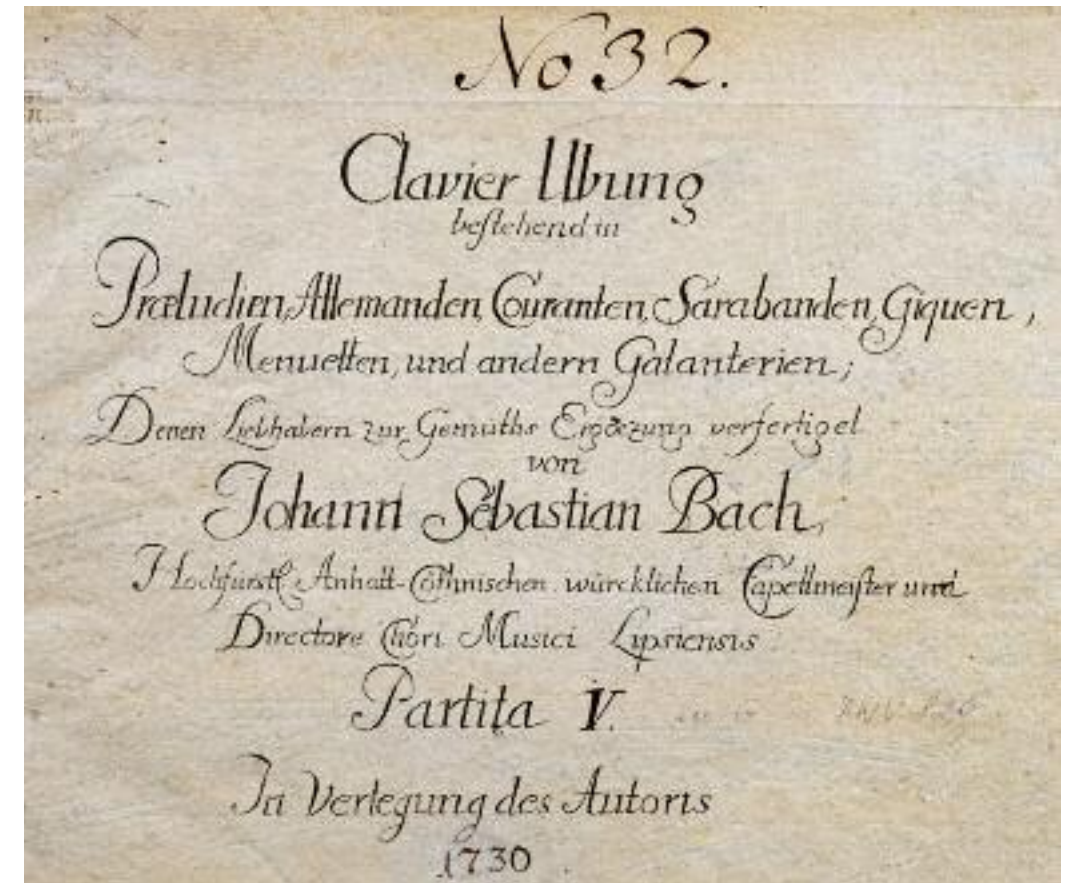 No 32.
Clavier Ubung
bestehend in
Præludien, Allemanden, Couranten, Sarabanden, Giquen,
Menuetten, und andern Galanterien;
Denen Liebhabern zur Gemüths Ergoezung verfertiget
von
Johann Sebastian Bach,
Hochfürstl. Anhalt-Cöthnischen würcklichen Capellmeister und
Directore Chori Musici Lipsiensis
Partita V.
In Verlegung des Autoris
1730